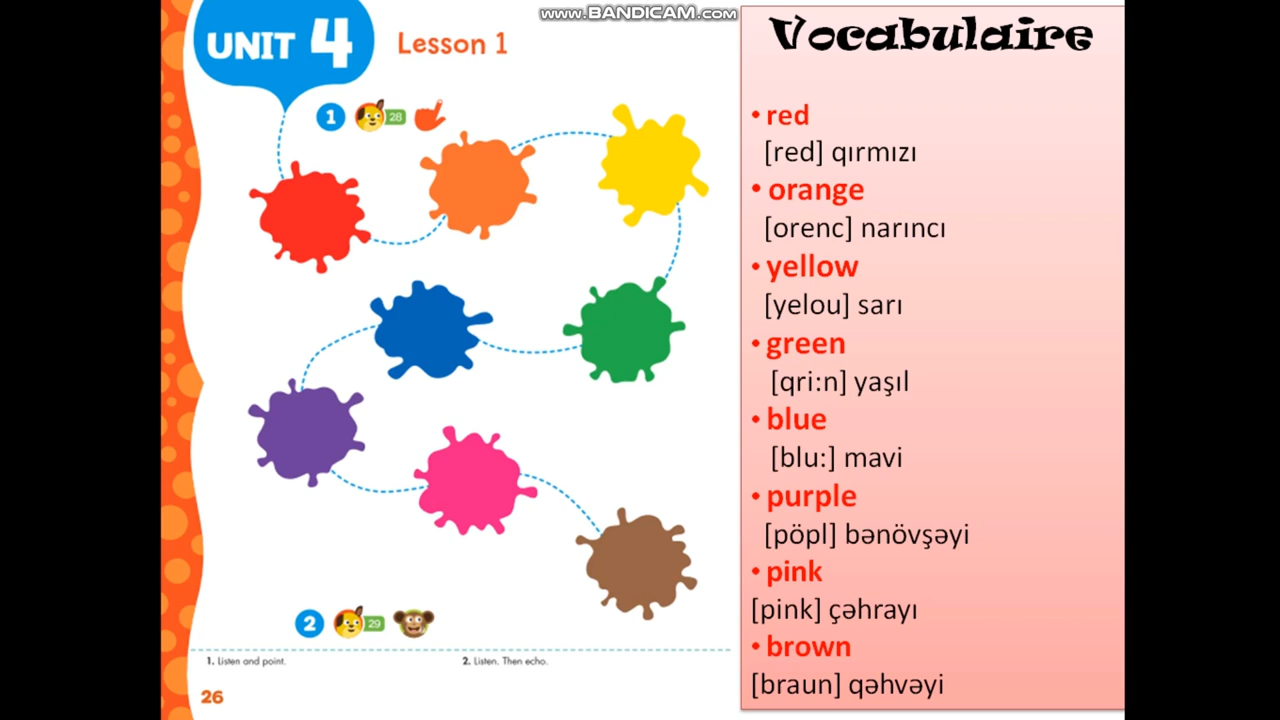 www.BANDICAM.com
UNIT 4 Lesson 1
1 28
2 29
1. Listen and point. 2. Listen. Then echo.
26
Vocabulaire
• red
[red] qırmızı
• orange
[orenc] narıncı
• yellow
[yelou] sarı
• green
[qri:n] yaşıl
• blue
[blu:] mavi
• purple
[pöpl] bənövşəyi
• pink
[pink] çəhrayı
• brown
[braun] qəhvəyi